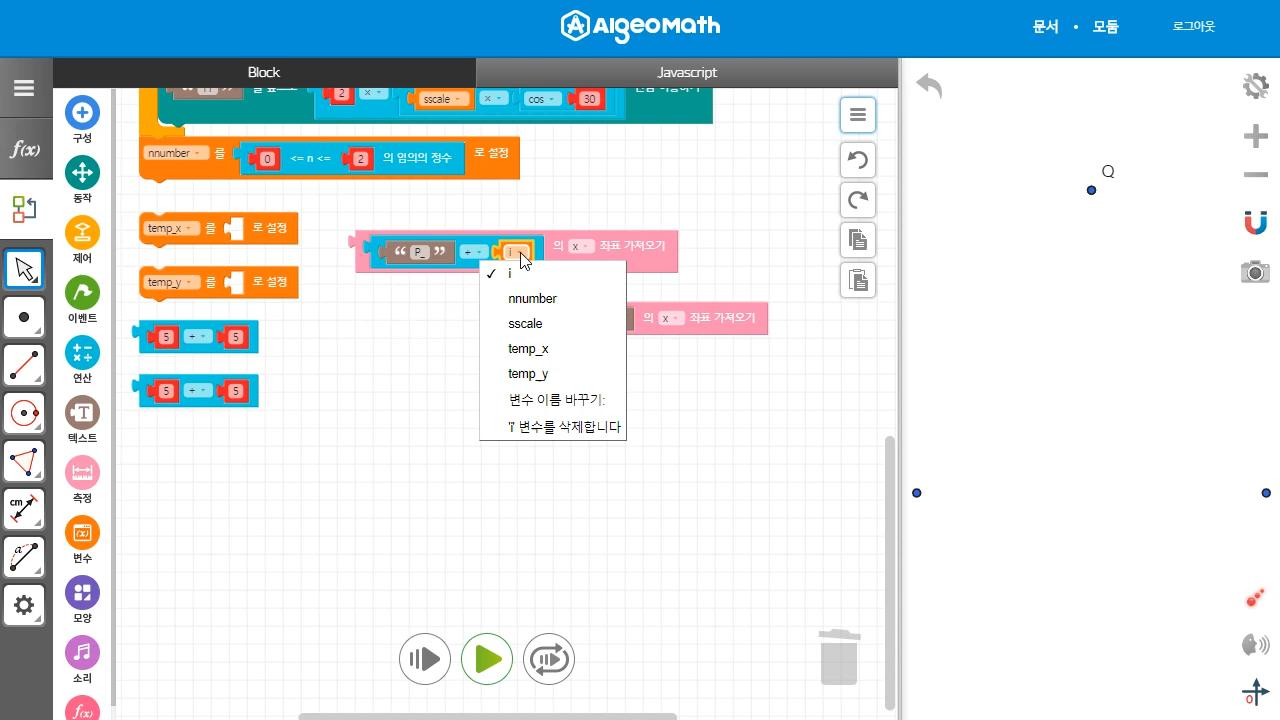 AlgeoMath
문서 • 모둠
로그아웃
Block
Javascript
f(x)
구성
동작
제어
이벤트
연산
텍스트
측정
변수
모양
소리
f(x)
cm
a
2 x sscale x cos 30
nnumber 를 0 <= n <= 2 의 임의의 정수 로 설정
temp_x 를 로 설정
“ P_ ” + i 의 x 좌표 가져오기
temp_y 를 로 설정
5 + 5
의 x 좌표 가져오기
5 + 5
✓ i
nnumber
sscale
temp_x
temp_y
변수 이름 바꾸기:
'i' 변수를 삭제합니다
Q
0